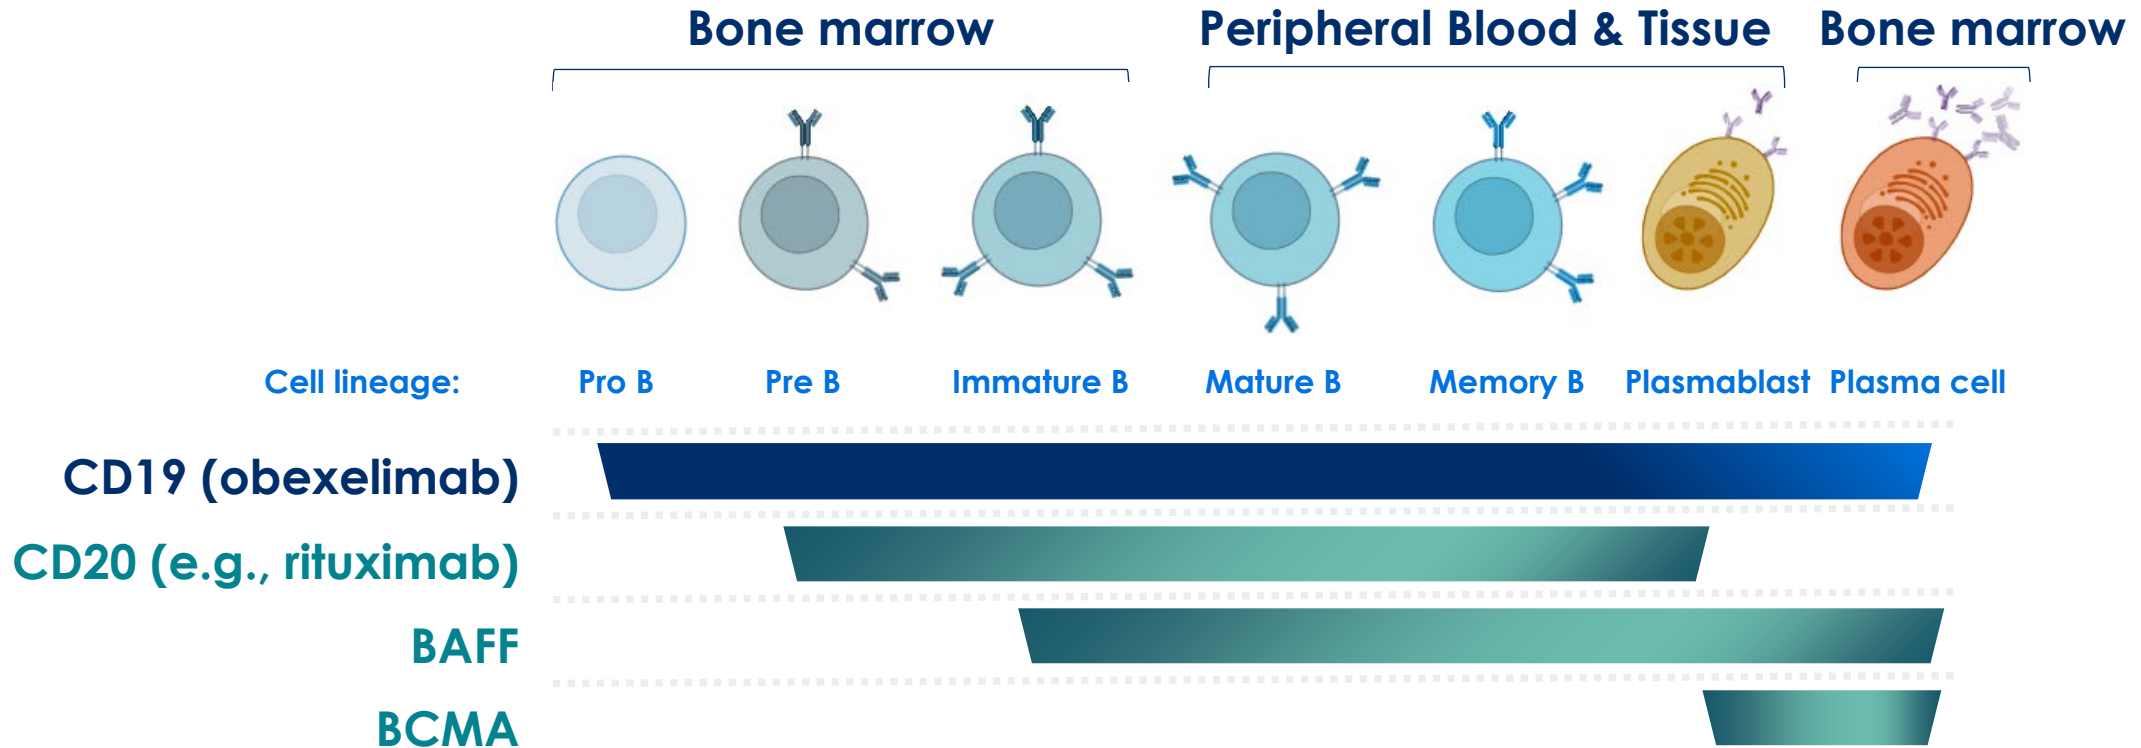 Bone marrow
Peripheral Blood & Tissue
Bone marrow
Cell lineage:
Pro B
Pre B
Immature B
Mature B
Memory B
Plasmablast
Plasma cell
CD19 (obexelimab)
CD20 (e.g., rituximab)
BAFF
BCMA